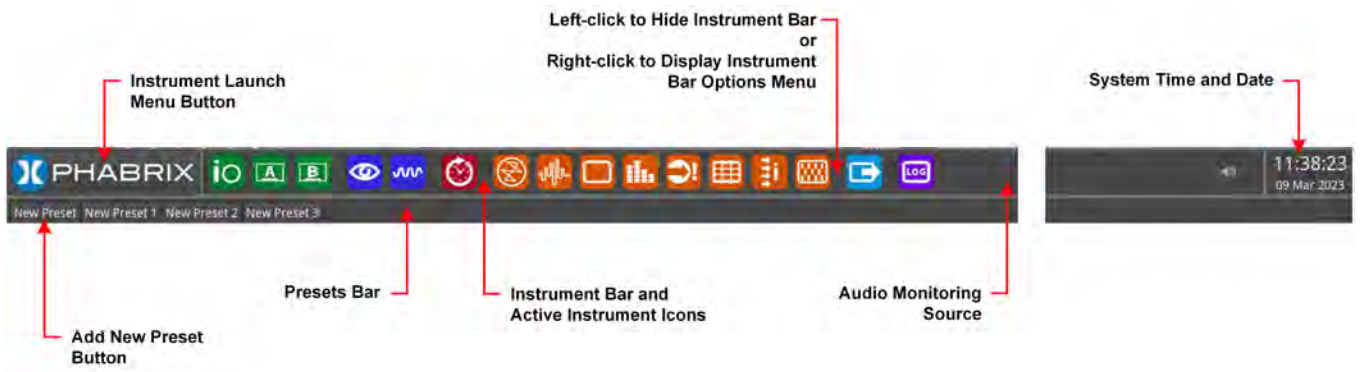 Left-click to Hide Instrument Bar
or
Right-click to Display Instrument
Bar Options Menu
Instrument Launch
Menu Button
System Time and Date
PHABRIX
io
A
B
LOG
11:38:23
09 Mar 2023
New Preset New Preset 1 New Preset 2 New Preset 3
Presets Bar
Instrument Bar and
Active Instrument Icons
Audio Monitoring
Source
Add New Preset
Button